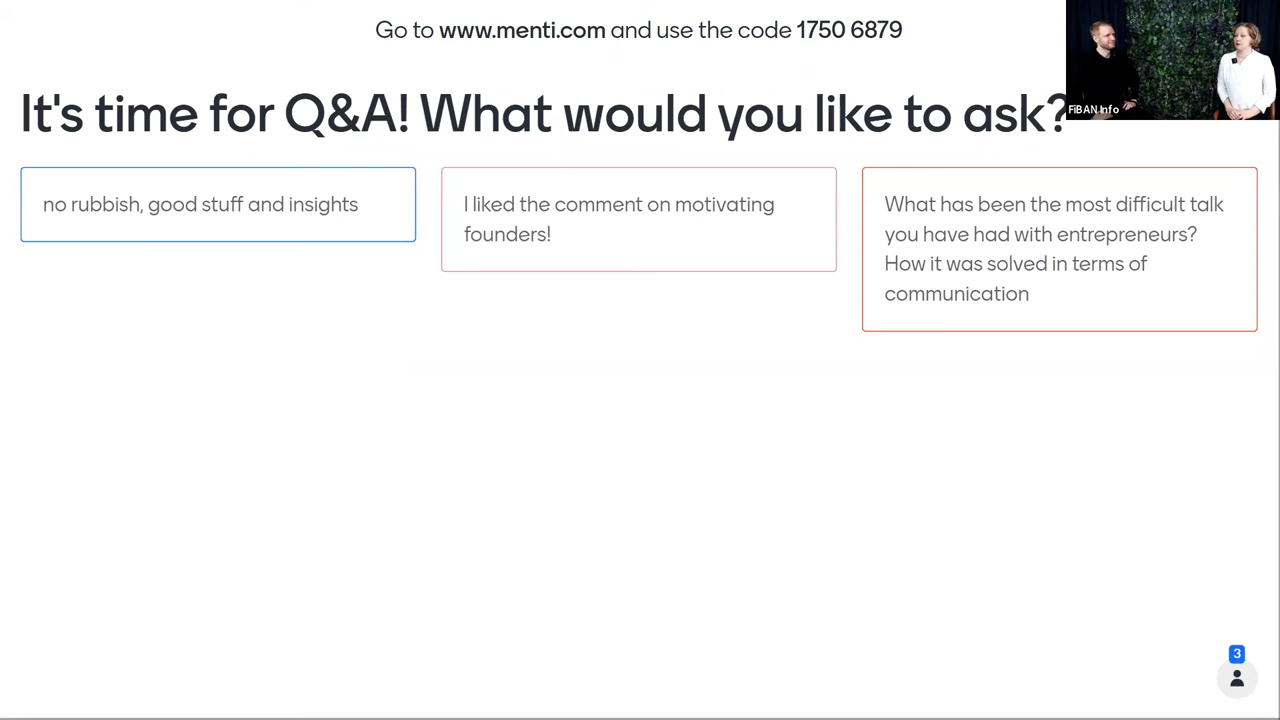 Go to www.menti.com and use the code 1750 6879
It's time for Q&A! What would you like to ask?
FiBAN Info
no rubbish, good stuff and insights
I liked the comment on motivating
founders!
What has been the most difficult talk
you have had with entrepreneurs?
How it was solved in terms of
communication
3